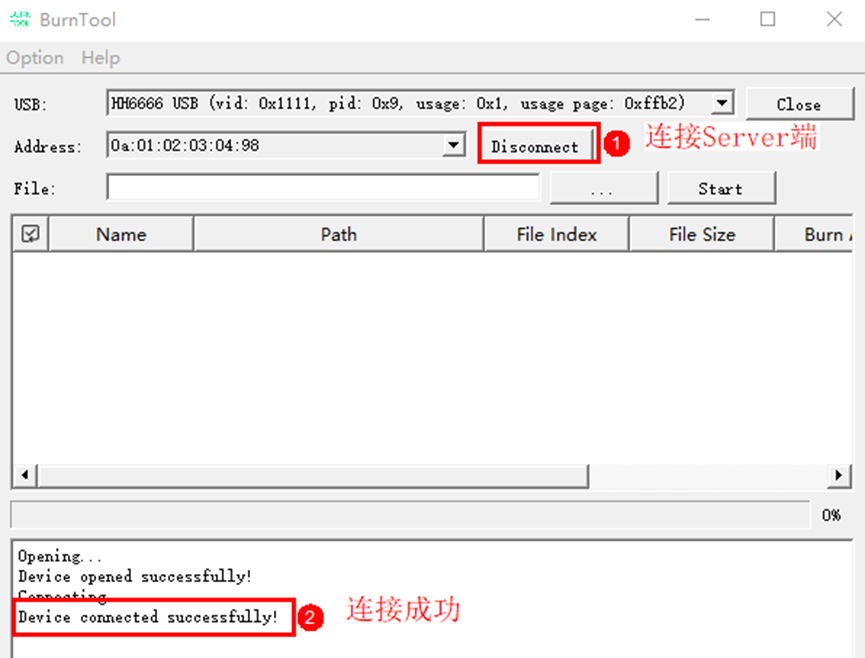 BurnTool
Option Help
USB: HH6666 USB (vid: 0x1111, pid: 0x9, usage: 0x1, usage page: 0xffb2) Close
Address: 0a:01:02:03:04:98 Disconnect 1 连接Server端
File: ... Start
Name Path File Index File Size Burn
0%
Opening...
Device opened successfully!
Connecting
Device connected successfully! 2 连接成功